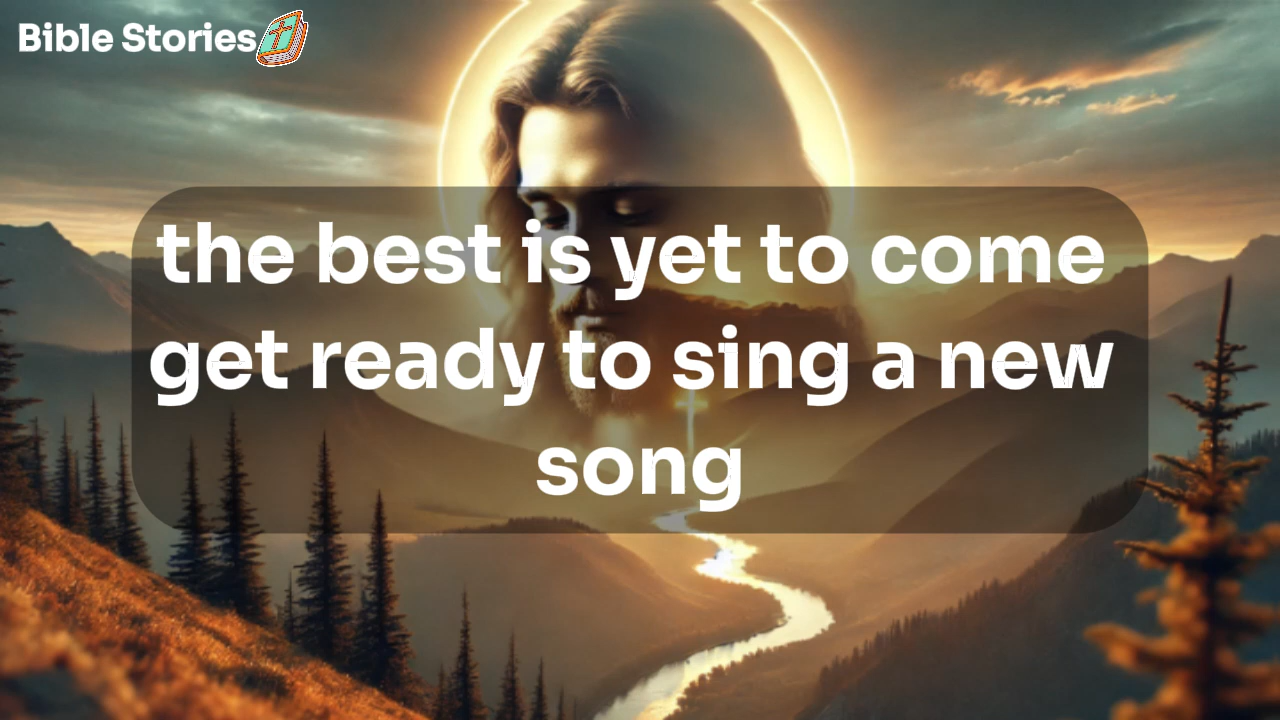 Bible Stories
the best is yet to come
get ready to sing a new
song